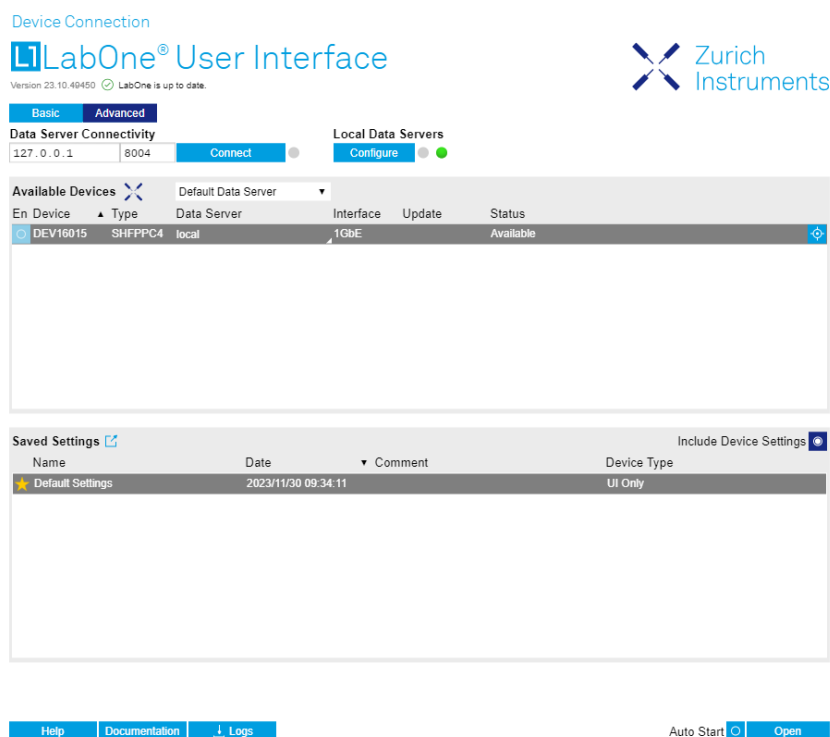 Device Connection
L1 LabOne® User Interface
Zurich
Instruments
Version 23.10.49450 LabOne is up to date.
Basic Advanced
Data Server Connectivity Local Data Servers
127.0.0.1 8004 Connect Configure
Available Devices Default Data Server
En Device Type Data Server Interface Update Status
DEV16015 SHFPPC4 local 1GbE Available
Saved Settings Include Device Settings
Name Date Comment Device Type
Default Settings 2023/11/30 09:34:11 UI Only
Help Documentation Logs Auto Start Open